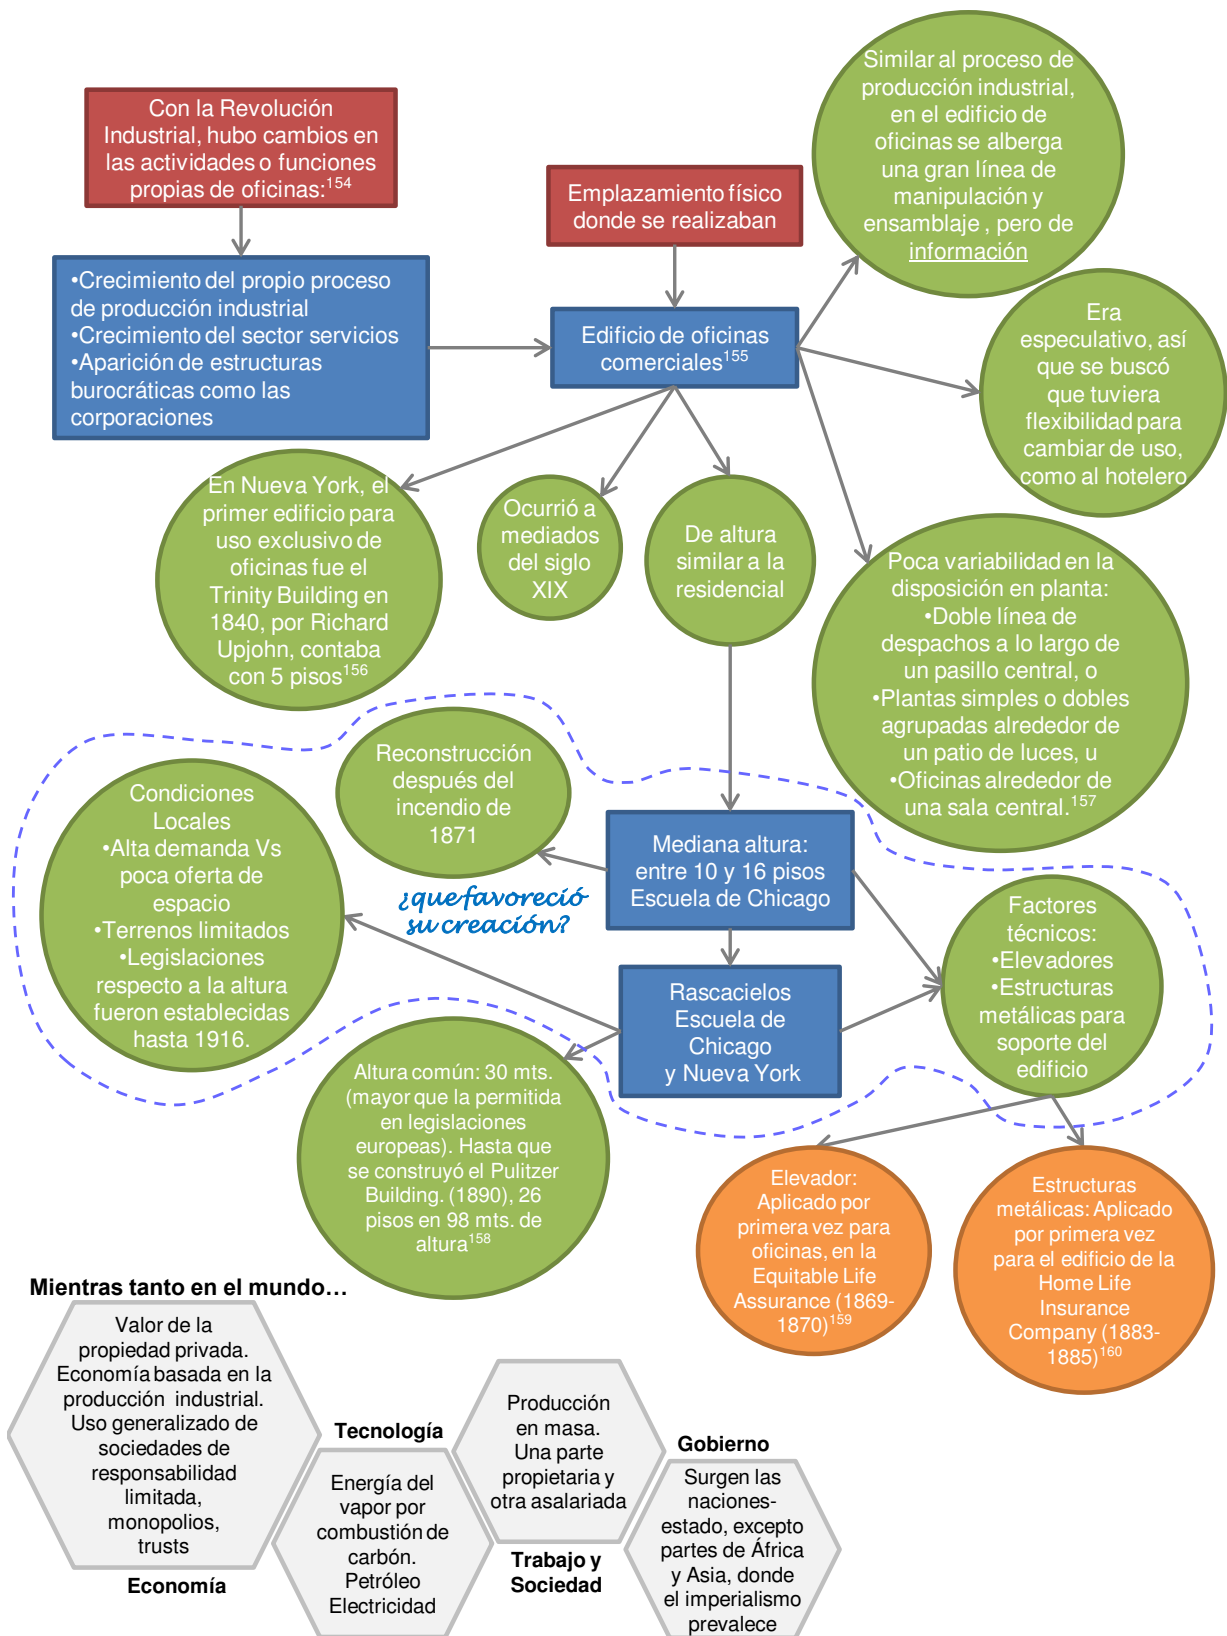 Con la Revolución
Industrial, hubo cambios en
las actividades o funciones
propias de oficinas:154
Emplazamiento físico
donde se realizaban
Similar al proceso de
producción industrial,
en el edificio de
oficinas se alberga
una gran línea de
manipulación y
ensamblaje , pero de
información
•Crecimiento del propio proceso
de producción industrial
•Crecimiento del sector servicios
•Aparición de estructuras
burocráticas como las
corporaciones
Edificio de oficinas
comerciales155
Era
especulativo, así
que se buscó
que tuviera
flexibilidad para
cambiar de uso,
como al hotelero
En Nueva York, el
primer edificio para
uso exclusivo de
oficinas fue el
Trinity Building en
1840, por Richard
Upjohn, contaba
con 5 pisos156
Ocurrió a
mediados
del siglo
XIX
De altura
similar a la
residencial
Poca variabilidad en la
disposición en planta:
•Doble línea de
despachos a lo largo de
un pasillo central, o
•Plantas simples o dobles
agrupadas alrededor de
un patio de luces, u
•Oficinas alrededor de
una sala central.157
Reconstrucción
después del
incendio de
1871
Condiciones
Locales
•Alta demanda Vs
poca oferta de
espacio
•Terrenos limitados
•Legislaciones
respecto a la altura
fueron establecidas
hasta 1916.
¿que favoreció
su creación?
Mediana altura:
entre 10 y 16 pisos
Escuela de Chicago
Factores
técnicos:
•Elevadores
•Estructuras
metálicas para
soporte del
edificio
Rascacielos
Escuela de
Chicago
y Nueva York
Altura común: 30 mts.
(mayor que la permitida
en legislaciones
europeas). Hasta que
se construyó el Pulitzer
Building. (1890), 26
pisos en 98 mts. de
altura158
Elevador:
Aplicado por
primera vez para
oficinas, en la
Equitable Life
Assurance (1869-
1870)159
Estructuras
metálicas: Aplicado
por primera vez
para el edificio de la
Home Life
Insurance
Company (1883-
1885)160
Mientras tanto en el mundo...
Valor de la
propiedad privada.
Economía basada en la
producción industrial.
Uso generalizado de
sociedades de
responsabilidad
limitada,
monopolios,
trusts
Economía
Tecnología
Energía del
vapor por
combustión de
carbón.
Petróleo
Electricidad
Producción
en masa.
Una parte
propietaria y
otra asalariada
Trabajo y
Sociedad
Gobierno
Surgen las
naciones-
estado, excepto
partes de África
y Asia, donde
el imperialismo
prevalece